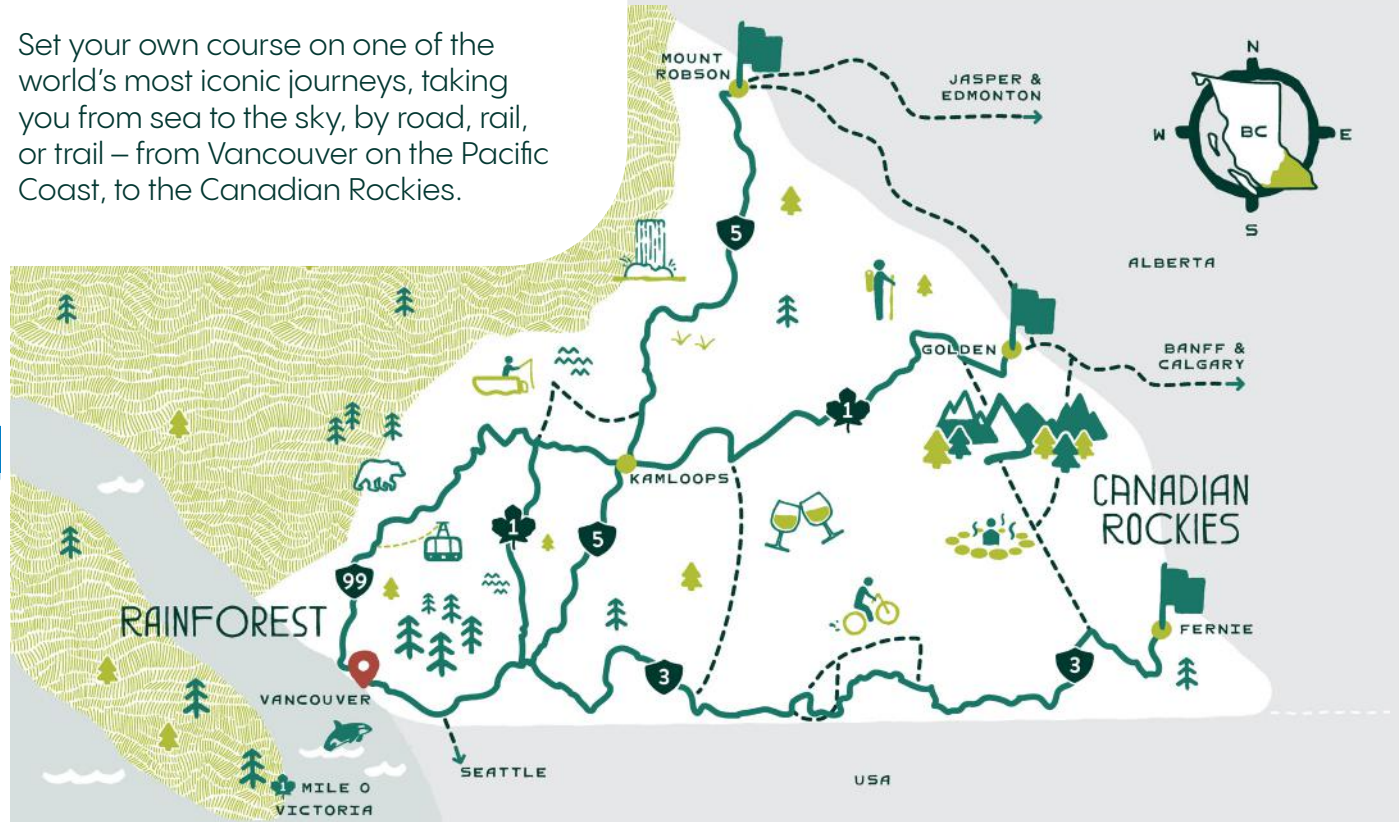 Set your own course on one of the
world's most iconic journeys, taking
you from sea to the sky, by road, rail,
or trail – from Vancouver on the Pacific
Coast, to the Canadian Rockies.
MOUNT
ROBSON
JASPER &
EDMONTON
N
W
BC
E
S
5
ALBERTA
GOLDEN
BANFF &
CALGARY
1
KAMLOOPS
CANADIAN
ROCKIES
1
5
99
RAINFOREST
FERNIE
3
3
VANCOUVER
SEATTLE
USA
1
MILE 0
VICTORIA